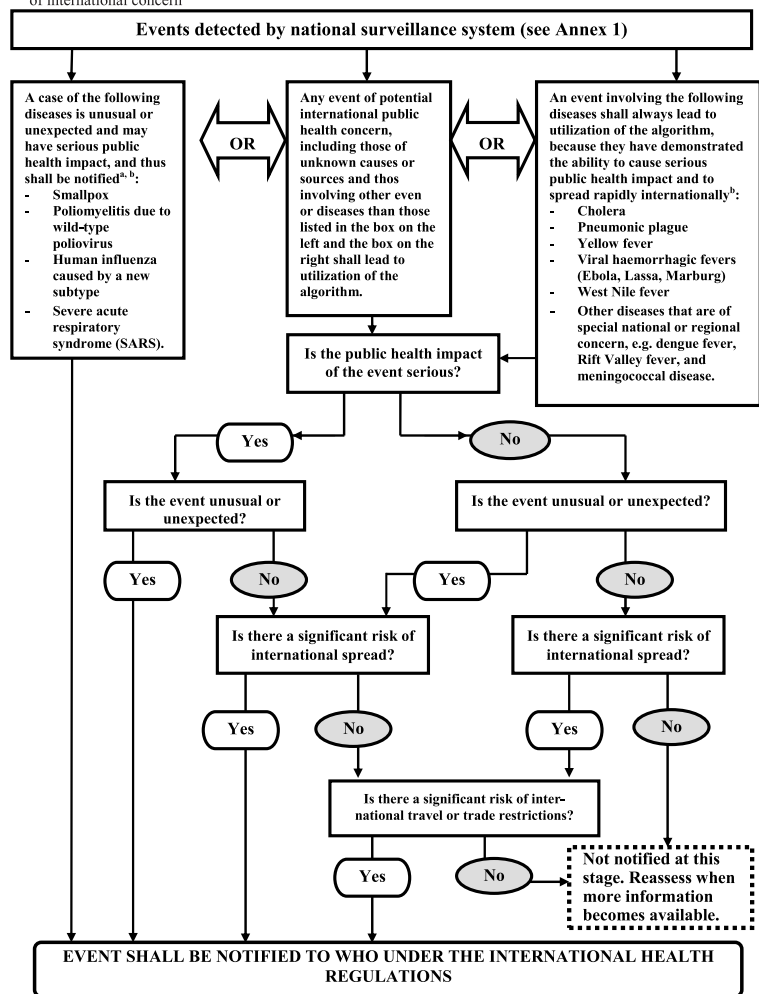 of international concern
Events detected by national surveillance system (see Annex 1)
A case of the following
diseases is unusual or
unexpected and may
have serious public
health impact, and thus
shall be notifiedᵃ, ᵇ:
- Smallpox
- Poliomyelitis due to
wild-type
poliovirus
- Human influenza
caused by a new
subtype
- Severe acute
respiratory
syndrome (SARS).
OR
Any event of potential
international public
health concern,
including those of
unknown causes or
sources and thus
involving other even
or diseases than those
listed in the box on the
left and the box on the
right shall lead to
utilization of the
algorithm.
OR
An event involving the following
diseases shall always lead to
utilization of the algorithm,
because they have demonstrated
the ability to cause serious
public health impact and to
spread rapidly internationallyᵇ:
- Cholera
- Pneumonic plague
- Yellow fever
- Viral haemorrhagic fevers
(Ebola, Lassa, Marburg)
- West Nile fever
- Other diseases that are of
special national or regional
concern, e.g. dengue fever,
Rift Valley fever, and
meningococcal disease.
Is the public health impact
of the event serious?
Yes
No
Is the event unusual or
unexpected?
Is the event unusual or unexpected?
Yes
No
Yes
No
Is there a significant risk of
international spread?
Is there a significant risk of
international spread?
Yes
No
Yes
No
Is there a significant risk of inter-
national travel or trade restrictions?
Yes
No
Not notified at this
stage. Reassess when
more information
becomes available.
EVENT SHALL BE NOTIFIED TO WHO UNDER THE INTERNATIONAL HEALTH
REGULATIONS